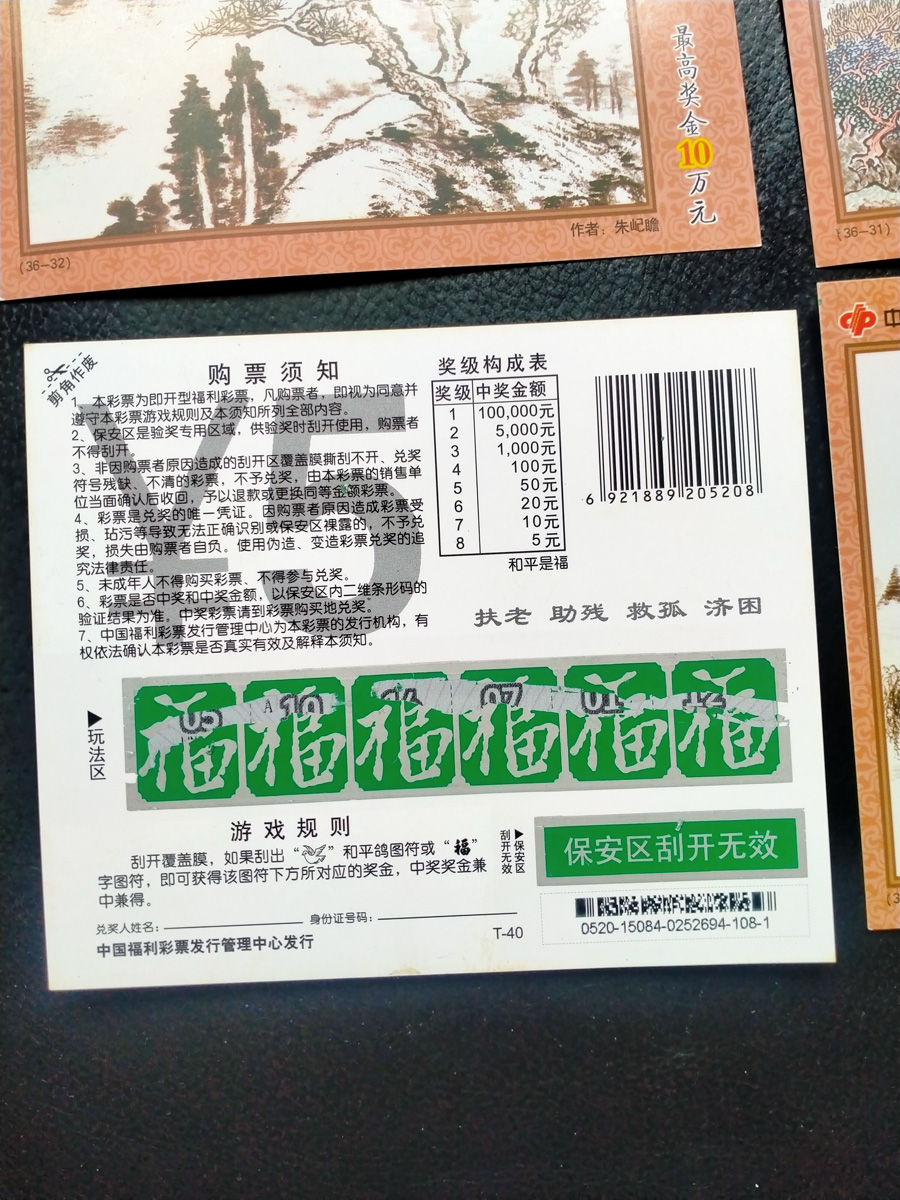 最高奖金10万元
作者：朱屺瞻
(36—32)
(36—31)
中
剪角作废
购票须知
1、本彩票为即开型福利彩票，凡购票者，即视为同意并
遵守本彩票游戏规则及本须知所列全部内容。
2、保安区是验奖专用区域，供验奖时刮开使用，购票者
不得刮开。
3、非因购票者原因造成的刮开区覆盖膜撕刮不开、兑奖
符号残缺、不清的彩票，不予兑奖，由本彩票的销售单
位当面确认后收回，予以退款或更换同等金额彩票。
4、彩票是兑奖的唯一凭证。因购票者原因造成彩票受
损、玷污等导致无法正确识别或保安区裸露的，不予兑
奖，损失由购票者自负。使用伪造、变造彩票兑奖的追
究法律责任。
5、未成年人不得购买彩票、不得参与兑奖。
6、彩票是否中奖和中奖金额，以保安区内二维条形码的
验证结果为准。中奖彩票请到彩票购买地兑奖。
7、中国福利彩票发行管理中心为本彩票的发行机构，有
权依法确认本彩票是否真实有效及解释本须知。
¥5
奖级构成表
奖级 中奖金额
1 100,000元
2 5,000元
3 1,000元
4 100元
5 50元
6 20元
7 10元
8 5元
和平是福
6 921889 205208
扶老 助残 救孤 济困
▶玩法区
05 A 10 07 01
福 福 福 福 福 福
游戏规则
刮开覆盖膜，如果刮出“ ”和平鸽图符或“福”
字图符，即可获得该图符下方所对应的奖金，中奖奖金兼
中兼得。
▶保安区
刮开无效
保安区刮开无效
兑奖人姓名： 身份证号码：
中国福利彩票发行管理中心发行
T-40
0520-15084-0252694-108-1